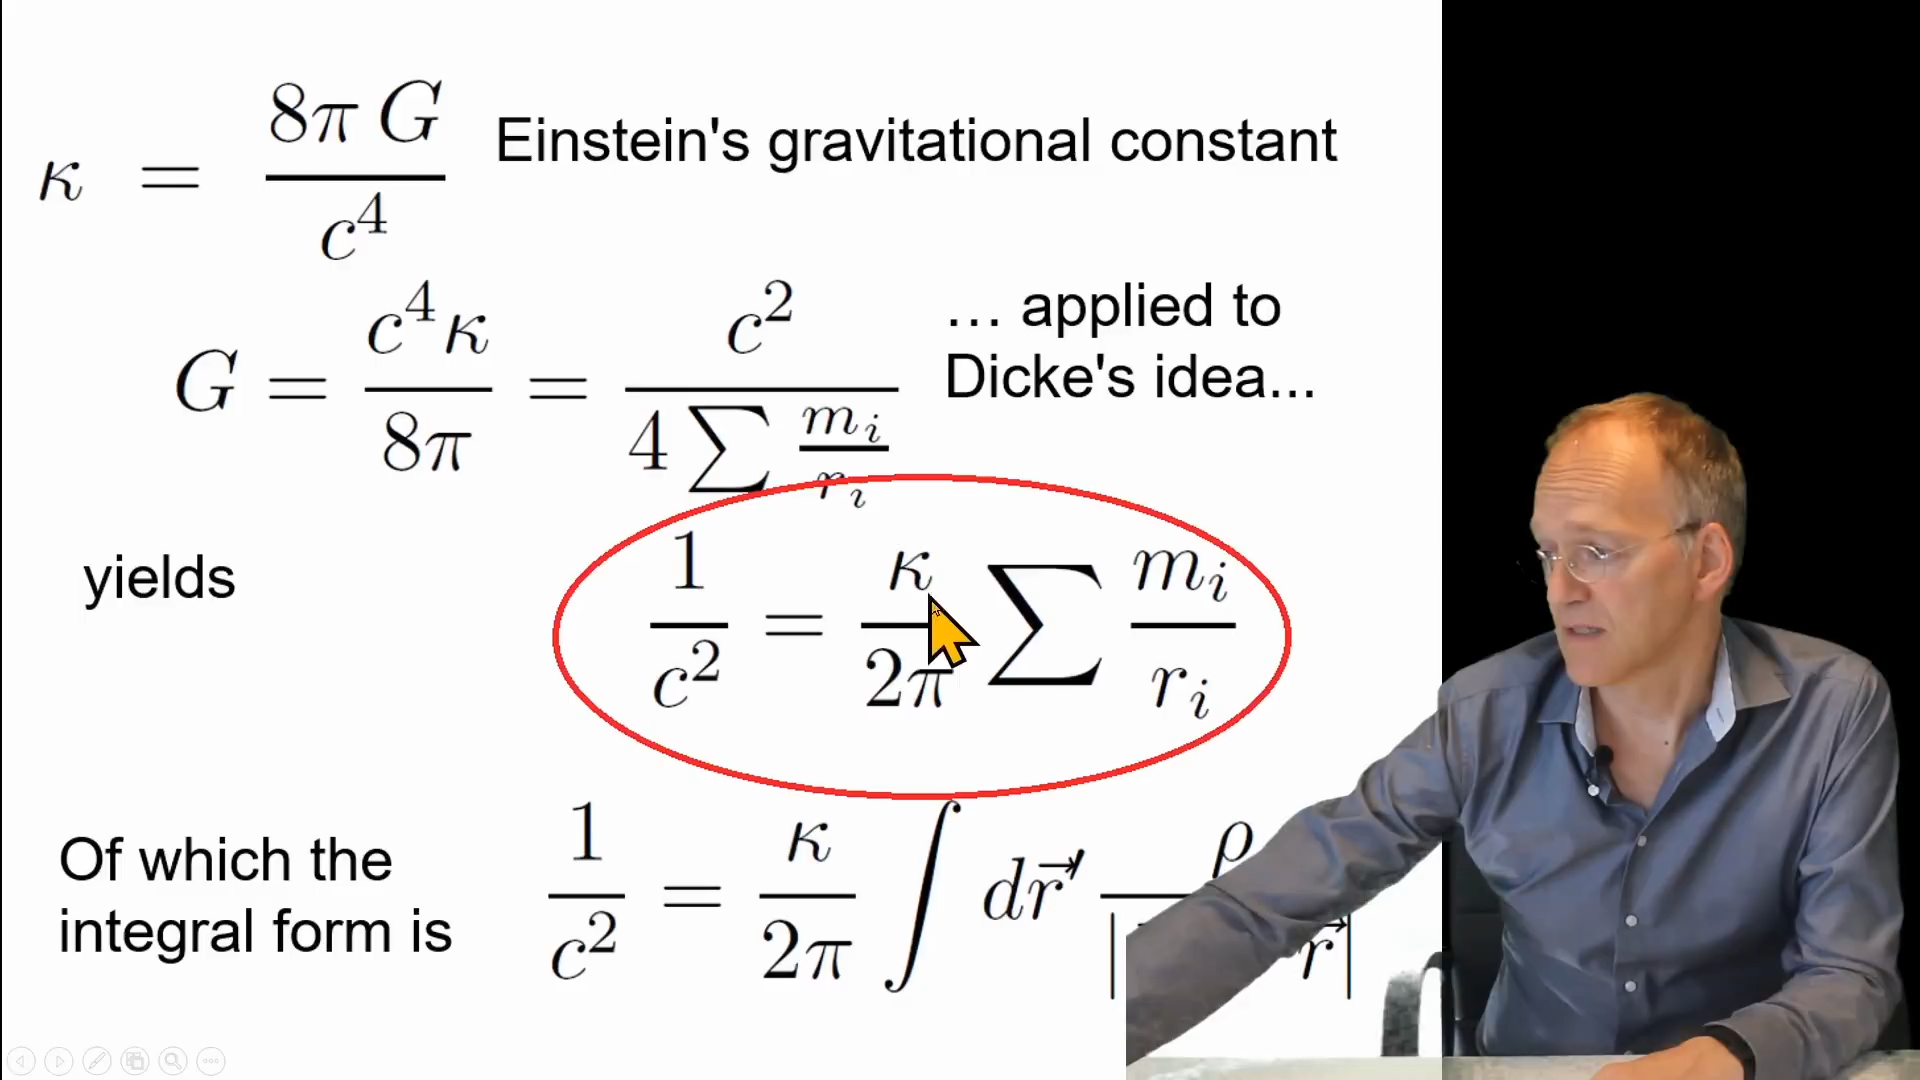 κ = 8π G / c⁴ Einstein's gravitational constant
G = c⁴κ / 8π = c² / 4 ∑ mᵢ / rᵢ … applied to
Dicke's idea...
yields 1 / c² = κ / 2π ∑ mᵢ / rᵢ
Of which the
integral form is 1 / c² = κ / 2π ∫ dr⃗′ ρ / | r⃗|